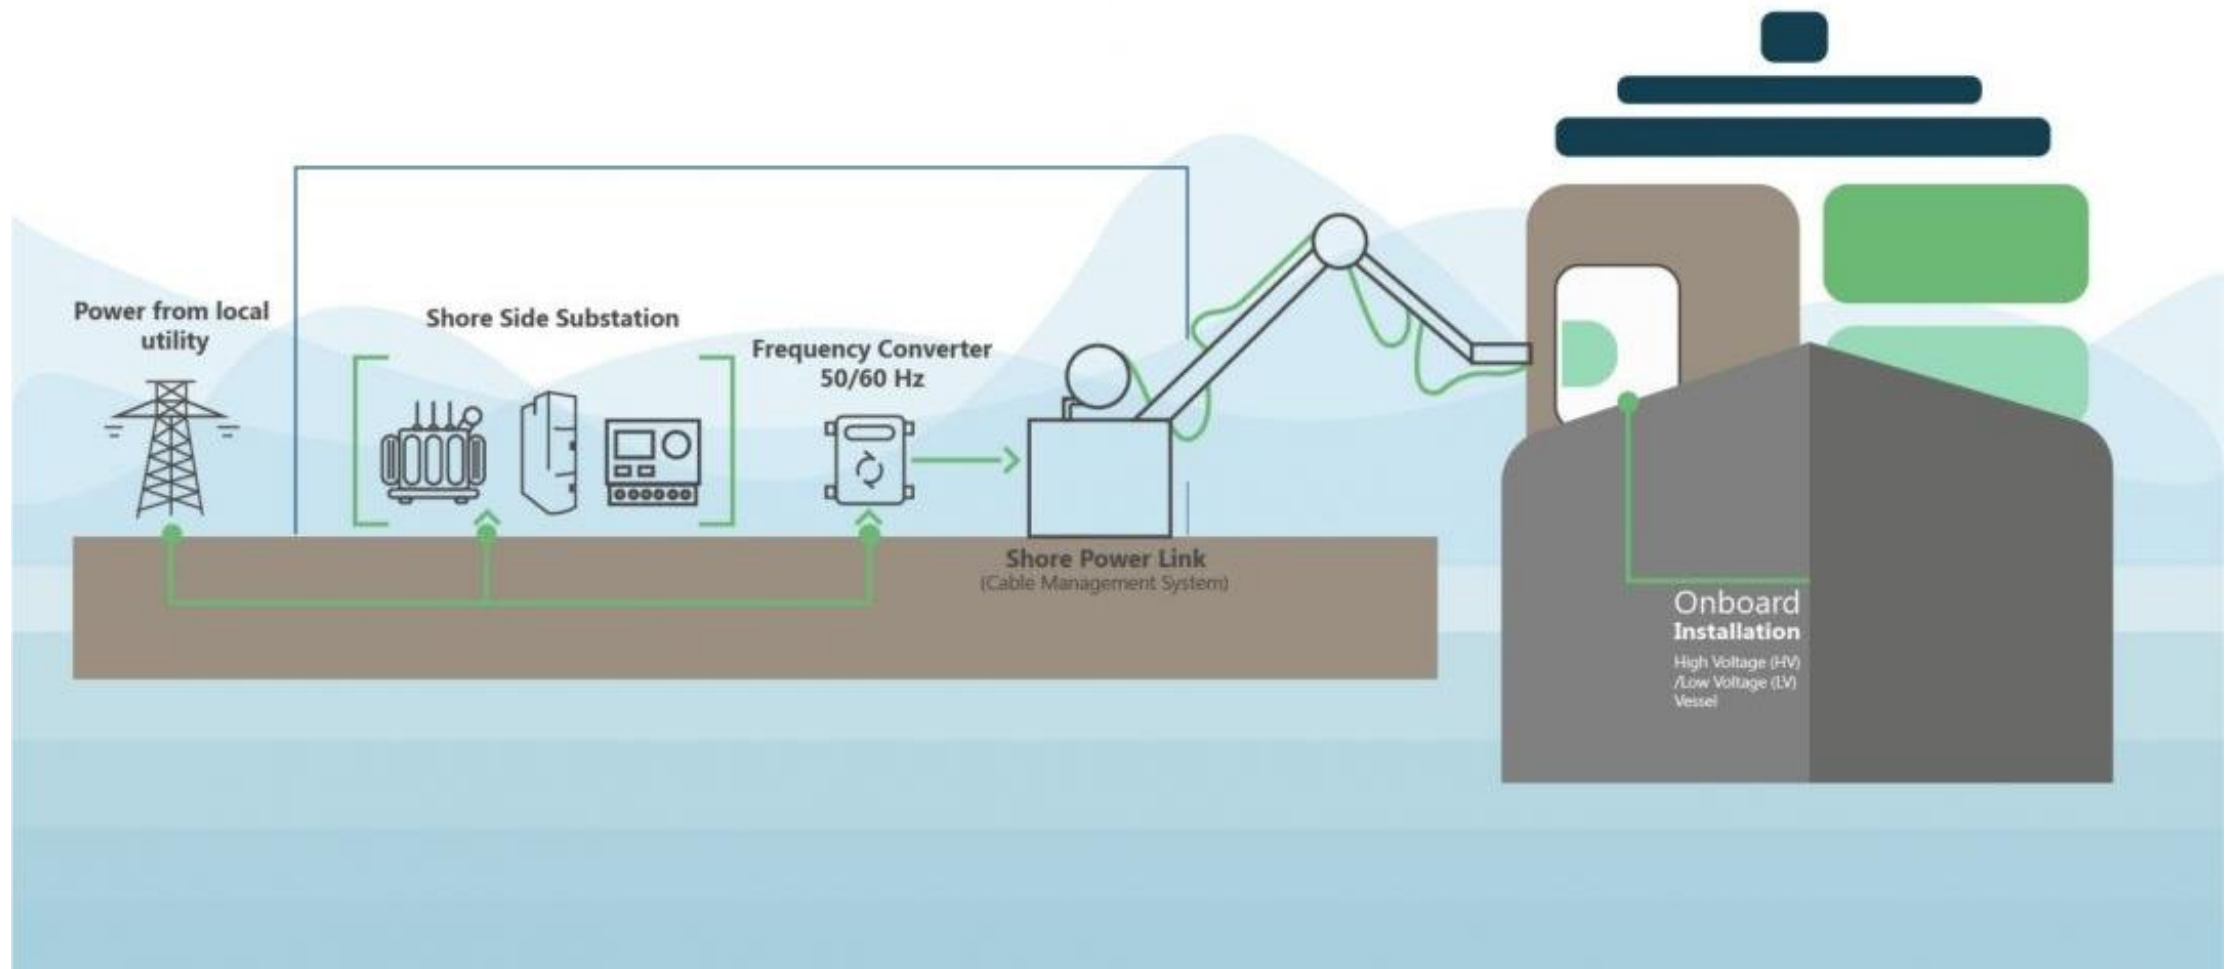 Power from local
utility
Shore Side Substation
Frequency Converter
50/60 Hz
Shore Power Link
(Cable Management System)
Onboard
Installation
High Voltage (HV)
/Low Voltage (LV)
Vessel